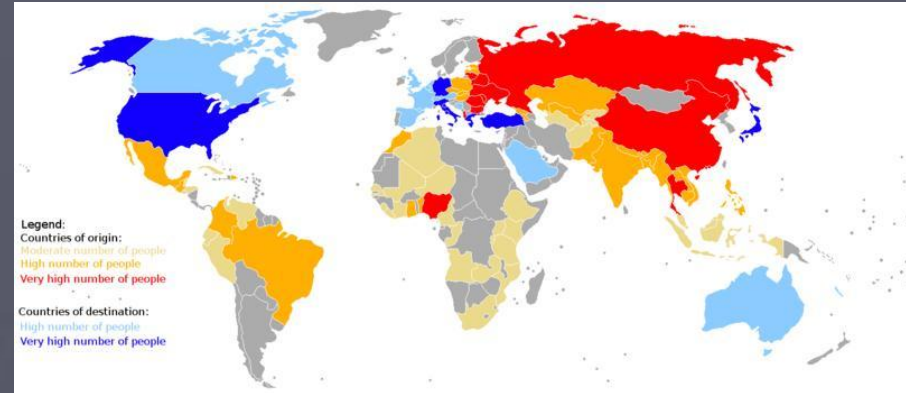 Legend:
Countries of origin:
Moderate number of people
High number of people
Very high number of people
Countries of destination:
High number of people
Very high number of people